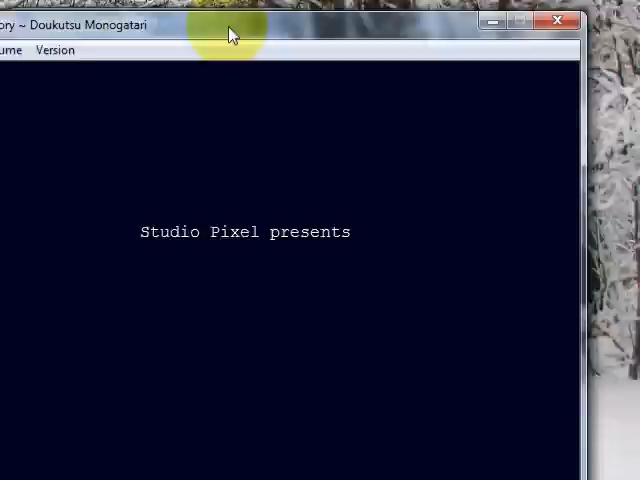 ory ~ Doukutsu Monogatari
ume Version
Studio Pixel presents